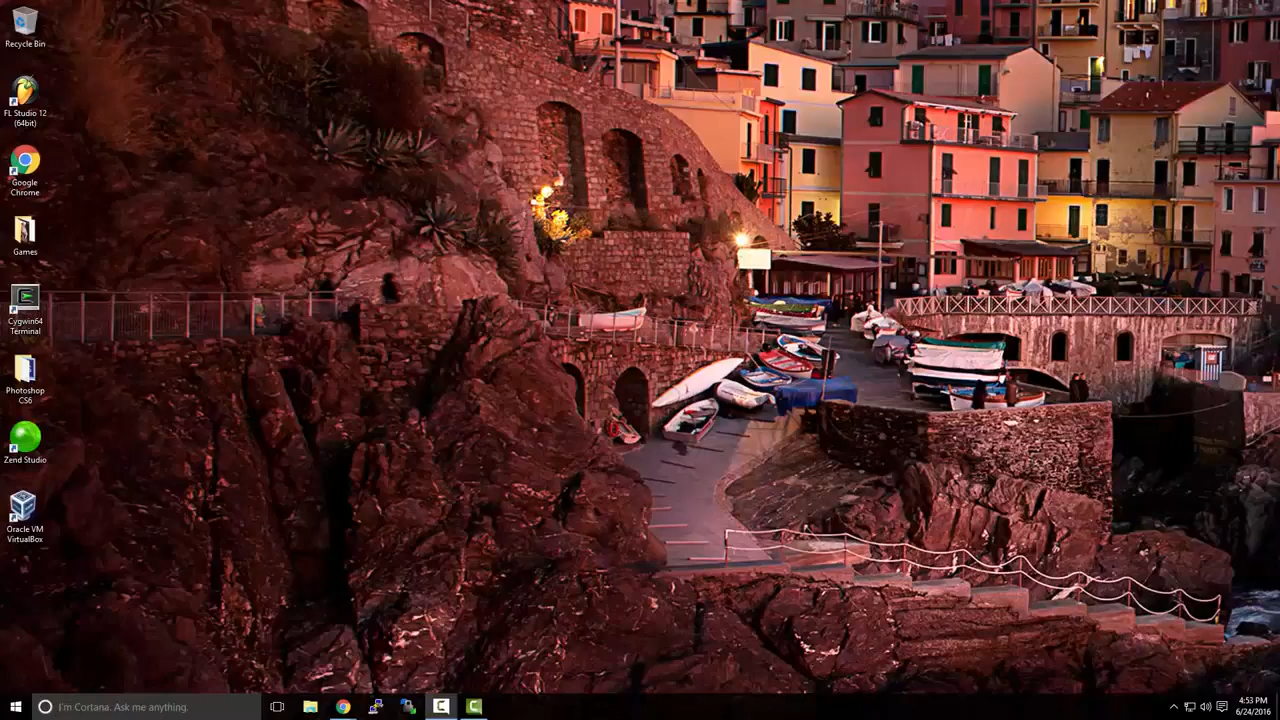 Recycle Bin
FL Studio 12
(64bit)
Google
Chrome
Games
Cygwin64
Terminal
Photoshop
CS6
Zend Studio
Oracle VM
VirtualBox
I'm Cortana. Ask me anything.
4:53 PM
6/24/2016